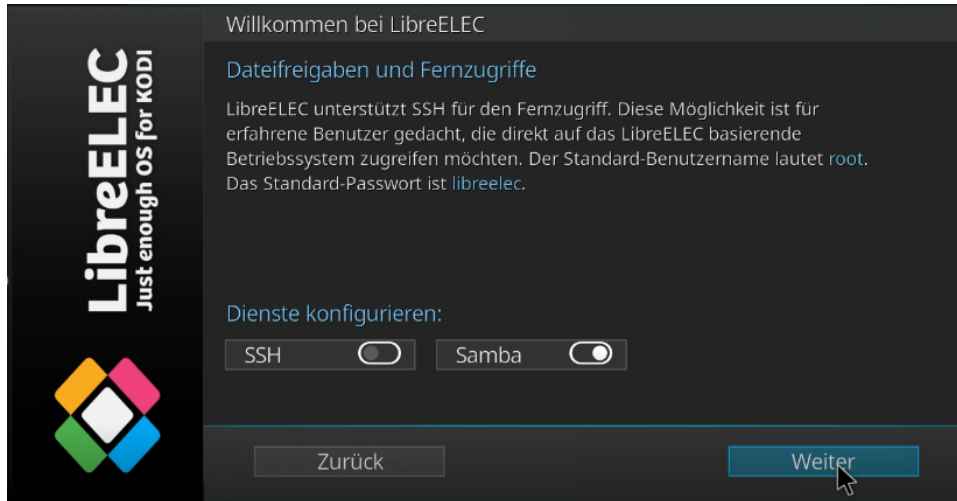 LibreELEC
Just enough OS for KODI
Willkommen bei LibreELEC
Dateifreigaben und Fernzugriffe
LibreELEC unterstützt SSH für den Fernzugriff. Diese Möglichkeit ist für
erfahrene Benutzer gedacht, die direkt auf das LibreELEC basierende
Betriebssystem zugreifen möchten. Der Standard-Benutzername lautet root.
Das Standard-Passwort ist libreelec.
Dienste konfigurieren:
SSH Samba
Zurück Weiter